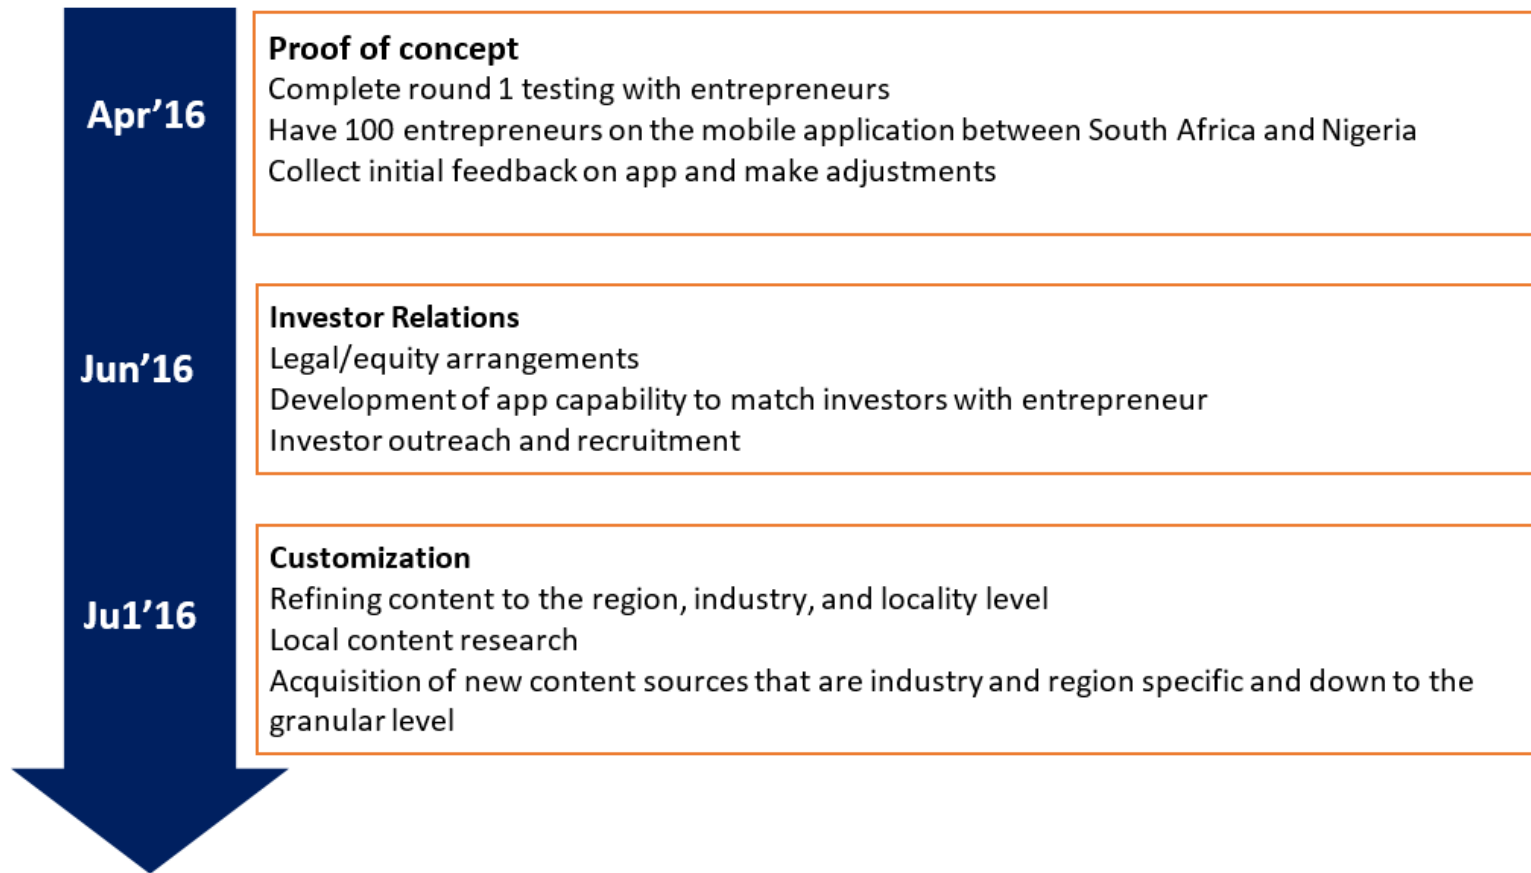 Apr’16
Proof of concept
Complete round 1 testing with entrepreneurs
Have 100 entrepreneurs on the mobile application between South Africa and Nigeria
Collect initial feedback on app and make adjustments
Jun’16
Investor Relations
Legal/equity arrangements
Development of app capability to match investors with entrepreneur
Investor outreach and recruitment
Ju1’16
Customization
Refining content to the region, industry, and locality level
Local content research
Acquisition of new content sources that are industry and region specific and down to the
granular level